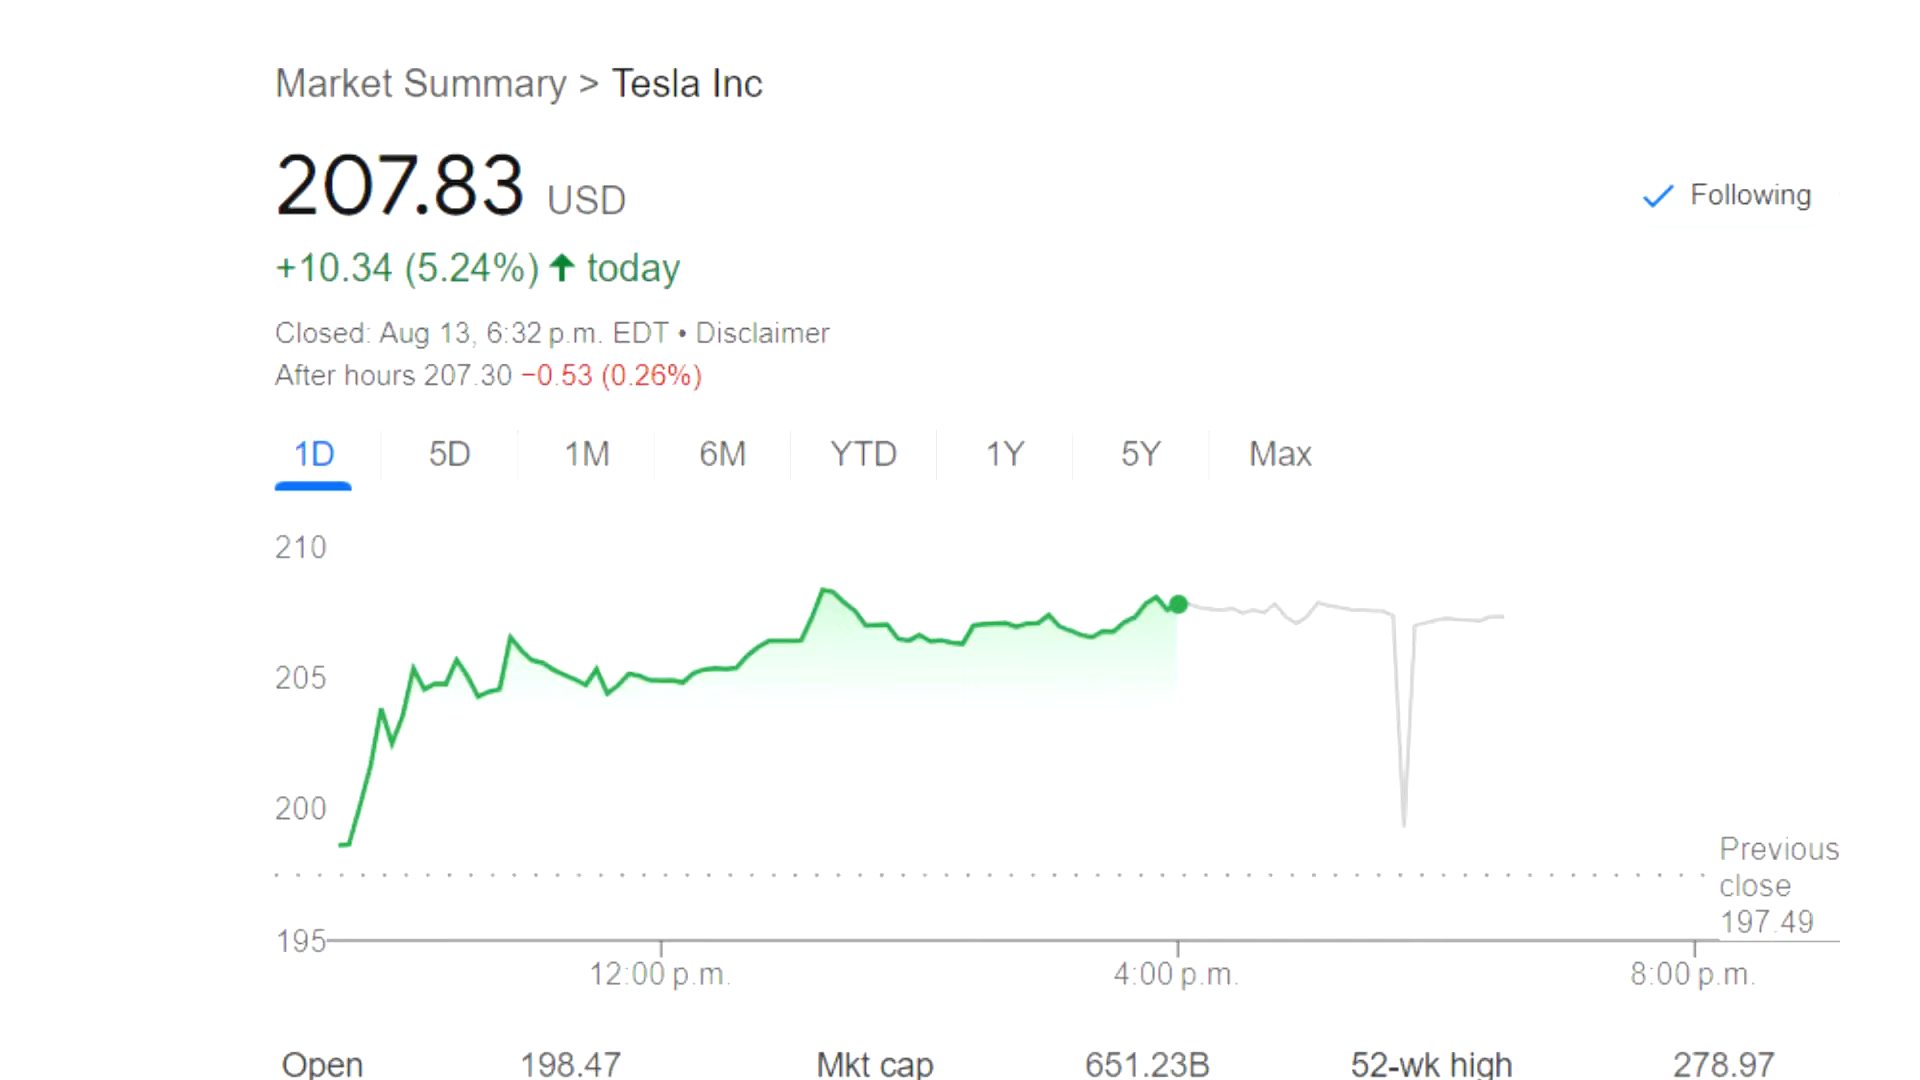 Market Summary > Tesla Inc
207.83 USD
Following
+10.34 (5.24%) today
Closed: Aug 13, 6:32 p.m. EDT • Disclaimer
After hours 207.30 −0.53 (0.26%)
1D 5D 1M 6M YTD 1Y 5Y Max
210
205
200
Previous
close
197.49
195
12:00 p.m. 4:00 p.m. 8:00 p.m.
Open 198.47 Mkt cap 651.23B 52-wk high 278.97